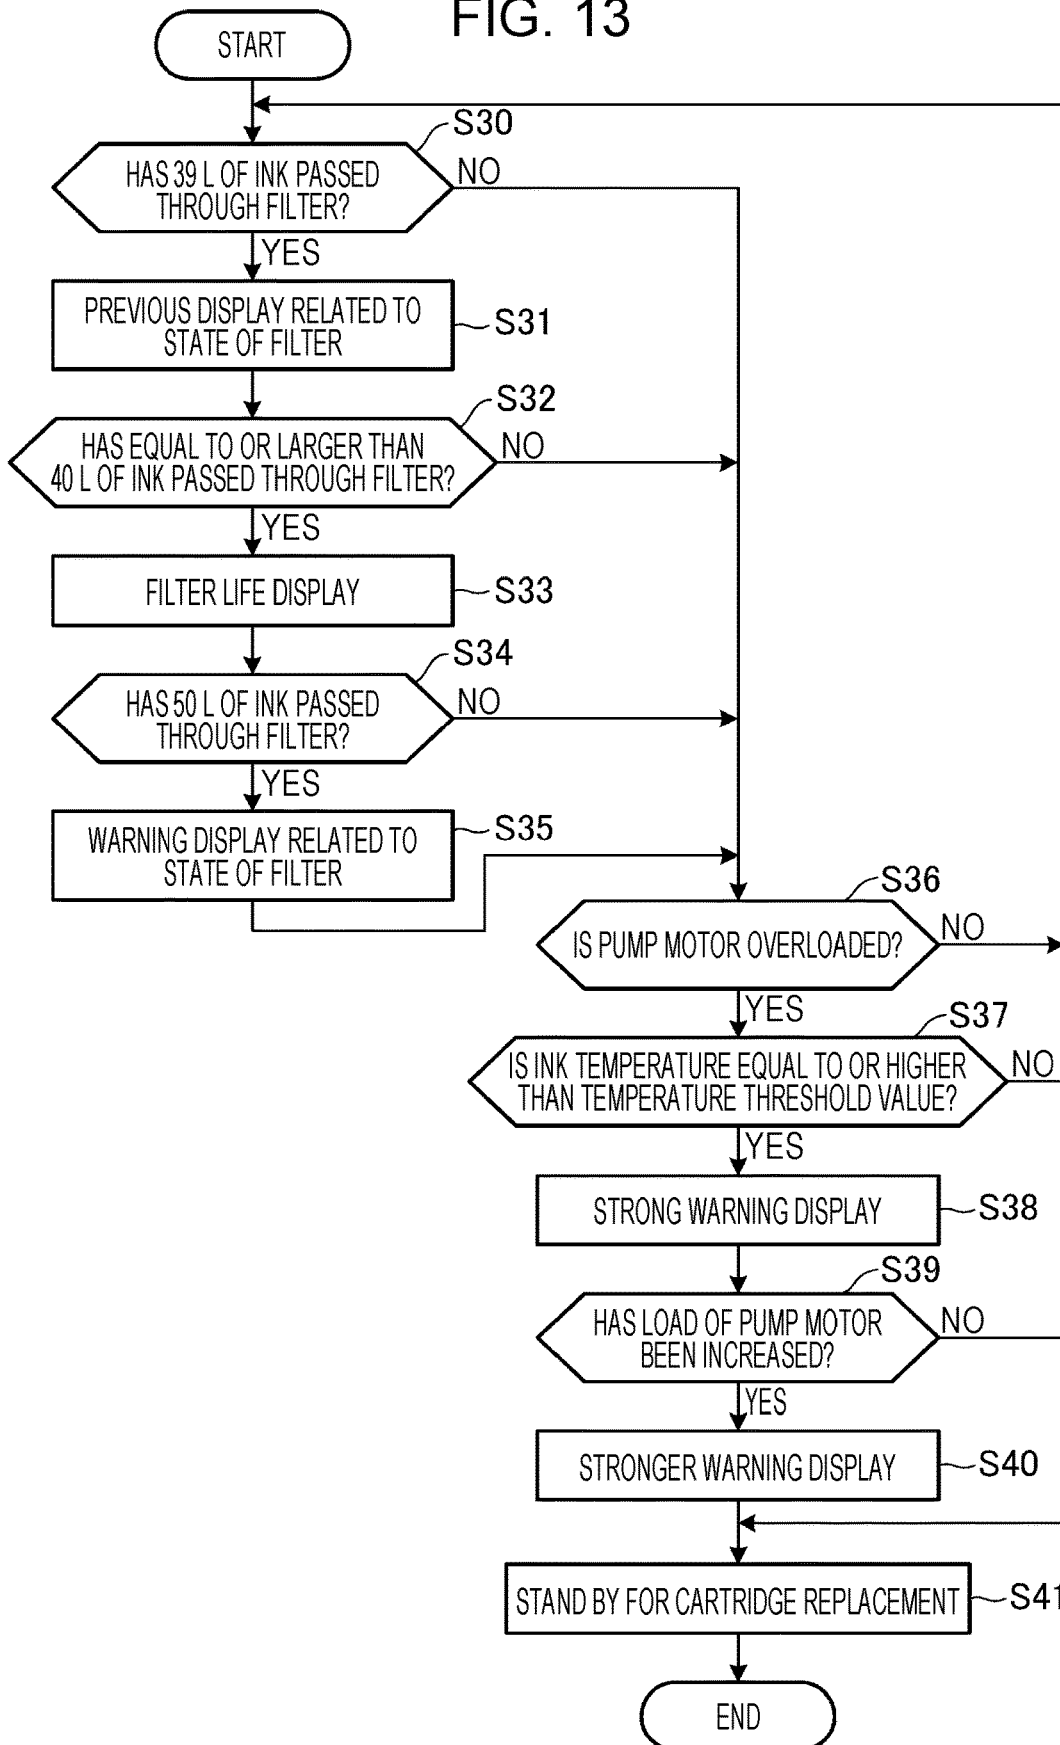 FIG. 13
START
S30
HAS 39 L OF INK PASSED
THROUGH FILTER?
NO
YES
PREVIOUS DISPLAY RELATED TO
STATE OF FILTER
S31
S32
HAS EQUAL TO OR LARGER THAN
40 L OF INK PASSED THROUGH FILTER?
NO
YES
FILTER LIFE DISPLAY
S33
S34
HAS 50 L OF INK PASSED
THROUGH FILTER?
NO
YES
WARNING DISPLAY RELATED TO
STATE OF FILTER
S35
S36
IS PUMP MOTOR OVERLOADED?
NO
YES
S37
IS INK TEMPERATURE EQUAL TO OR HIGHER
THAN TEMPERATURE THRESHOLD VALUE?
NO
YES
STRONG WARNING DISPLAY
S38
S39
HAS LOAD OF PUMP MOTOR
BEEN INCREASED?
NO
YES
STRONGER WARNING DISPLAY
S40
STAND BY FOR CARTRIDGE REPLACEMENT
S41
END